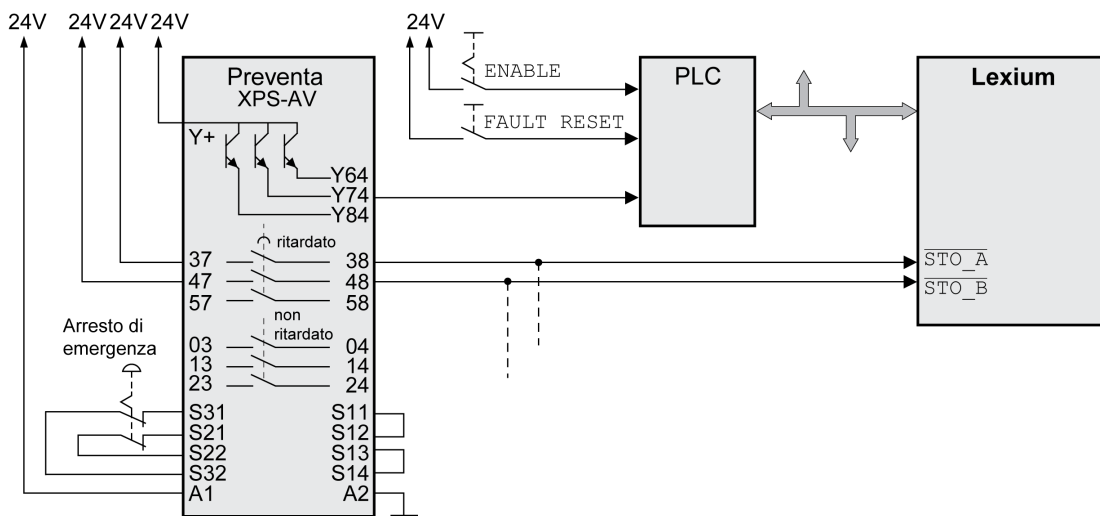 24V 24V 24V 24V 24V
Preventa
XPS-AV
Y+
Y64
Y74
Y84
ritardato
37 38
47 48
57 58
non
ritardato
03 04
13 14
23 24
Arresto di
emergenza
S31 S11
S21 S12
S22 S13
S32 S14
A1 A2
ENABLE
FAULT RESET
PLC
Lexium
STO_A
STO_B